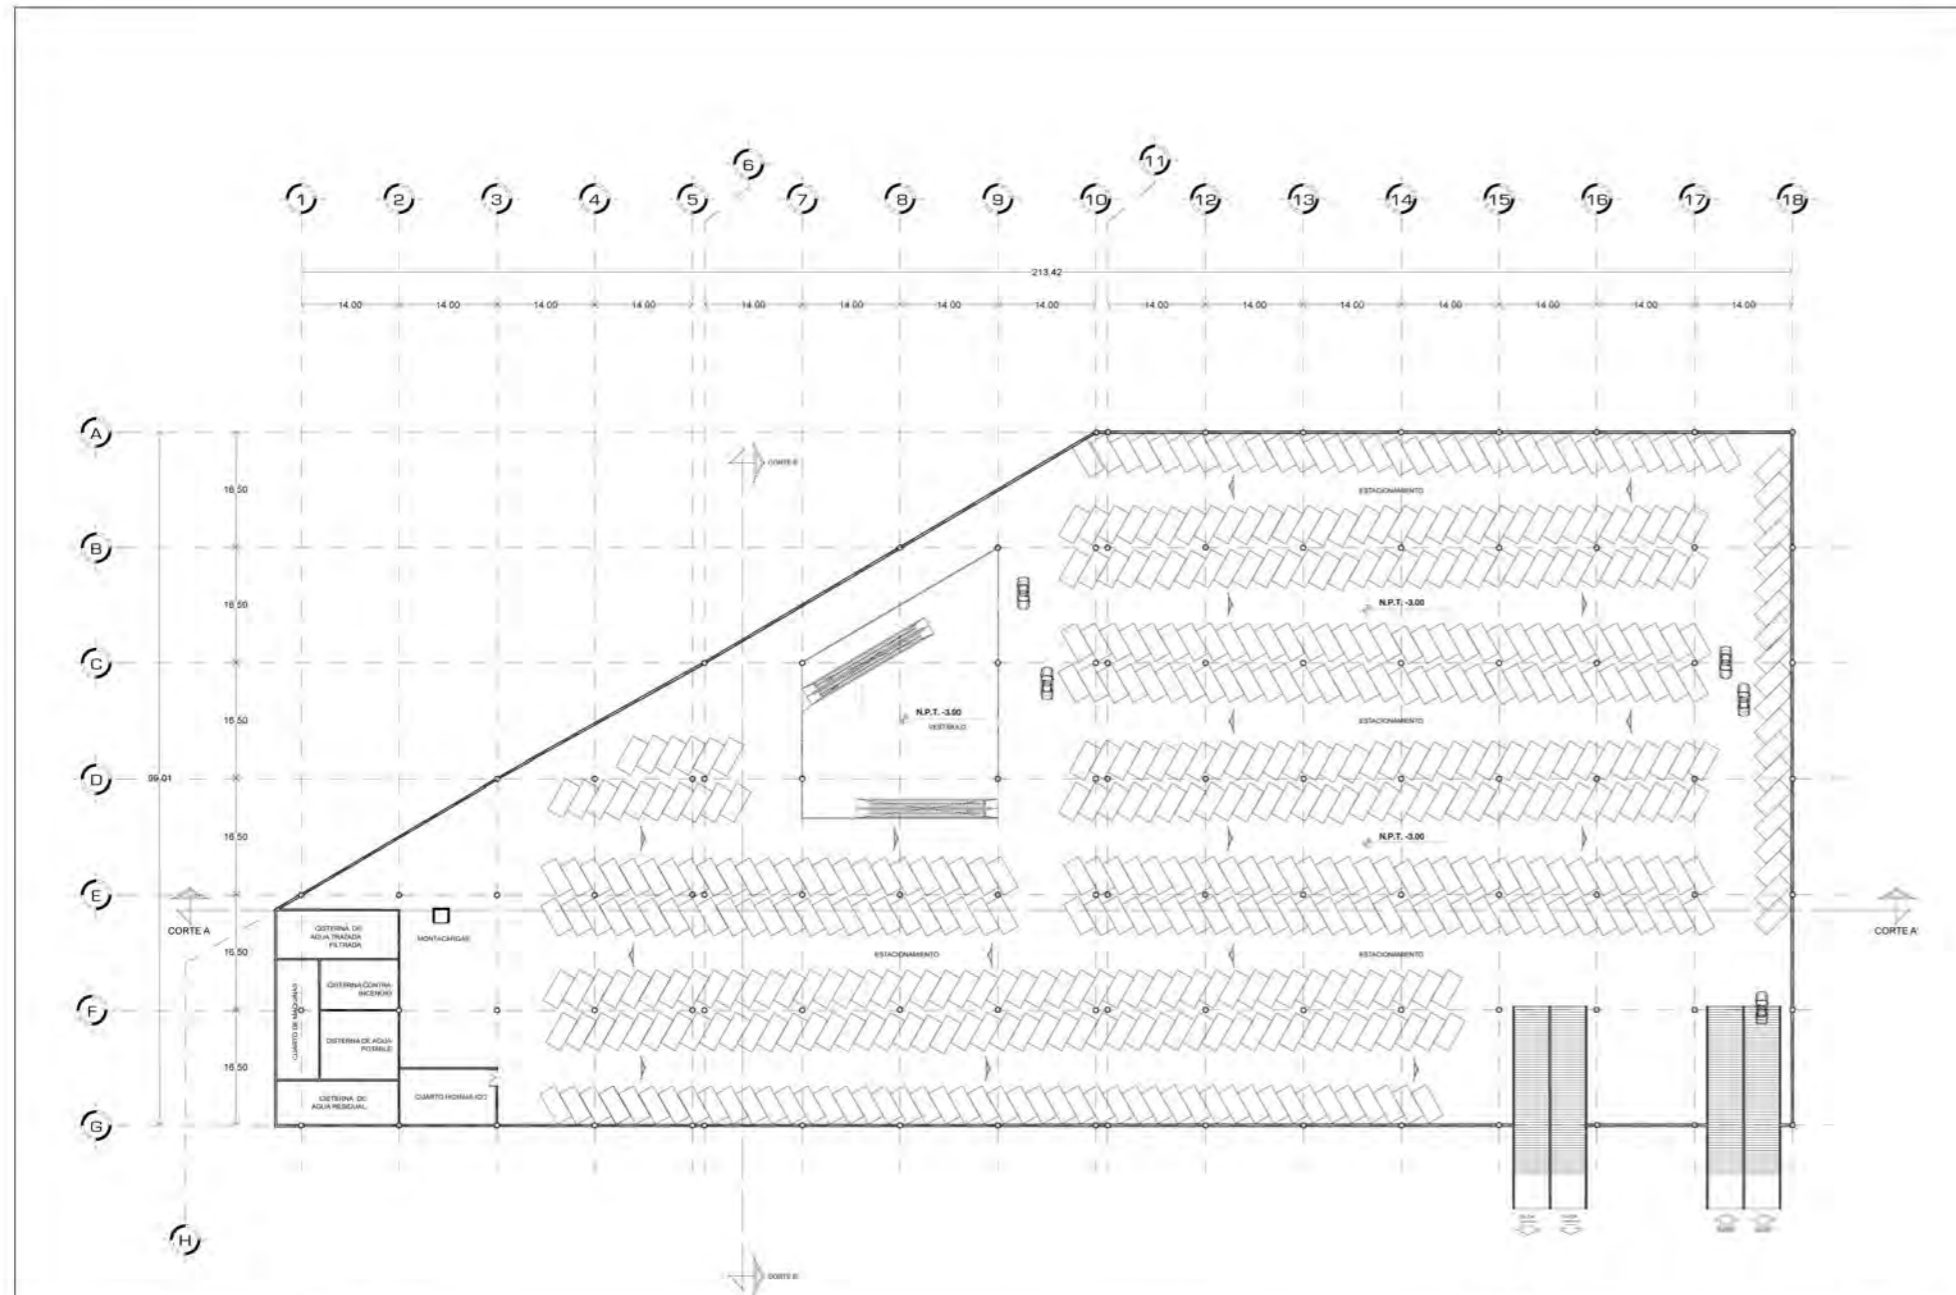 6 11
1 2 3 4 5 7 8 9 10 12 13 14 15 16 17 18
213.42
14.00 14.00 14.00 14.00 14.00 14.00 14.00 14.00 14.00 14.00 14.00 14.00 14.00 14.00 14.00
A
CORTE B
16.50
ESTACIONAMIENTO
B
16.50
N.P.T. -3.00
C
16.50
N.P.T. -3.00
VESTIBULO
ESTACIONAMIENTO
D
99.01
16.50
N.P.T. -3.00
E
CORTE A
CISTERNA DE
AGUA TRATADA
FILTRADA
MONTACARGAS
CORTE A'
16.50
ESTACIONAMIENTO
ESTACIONAMIENTO
CUARTO DE MAQUINAS
CISTERNA CONTRA
INCENDIO
F
CISTERNA DE AGUA
POTABLE
16.50
CISTERNA DE
AGUA RESIDUAL
G
H